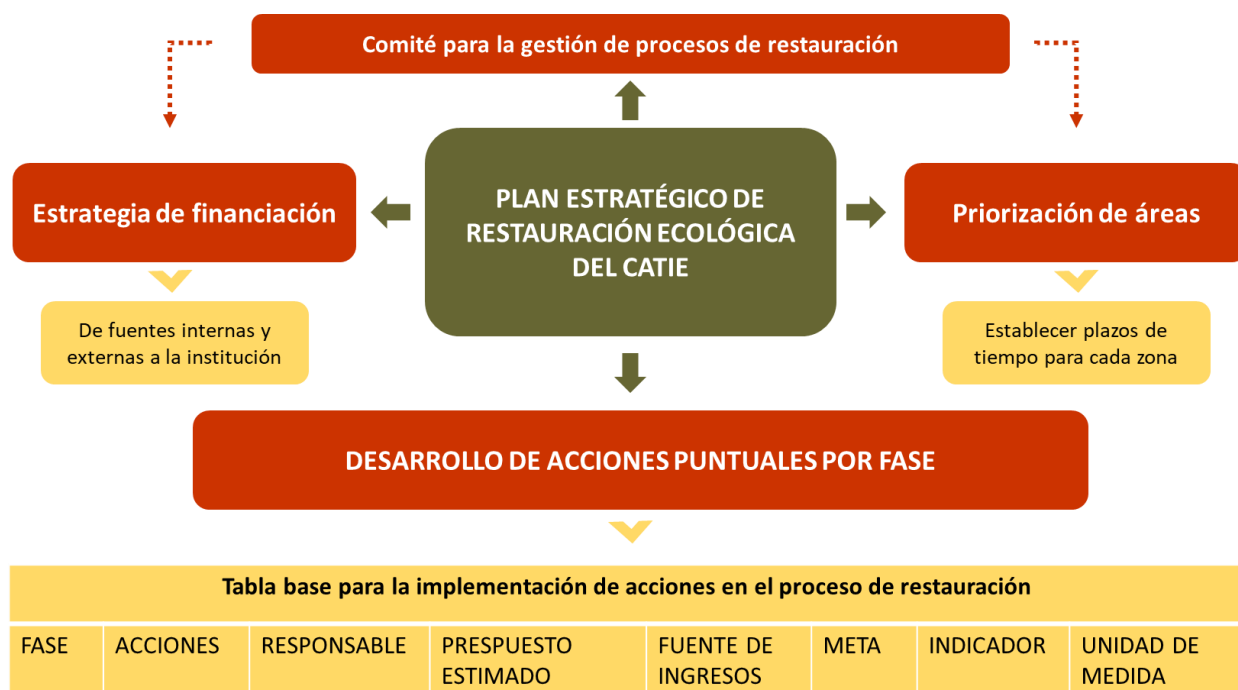 Comité para la gestión de procesos de restauración
Estrategia de financiación
PLAN ESTRATÉGICO DE
RESTAURACIÓN ECOLÓGICA
DEL CATIE
Priorización de áreas
De fuentes internas y
externas a la institución
Establecer plazos de
tiempo para cada zona
DESARROLLO DE ACCIONES PUNTUALES POR FASE
Tabla base para la implementación de acciones en el proceso de restauración
FASE
ACCIONES
RESPONSABLE
PRESPUESTO
ESTIMADO
FUENTE DE
INGRESOS
META
INDICADOR
UNIDAD DE
MEDIDA